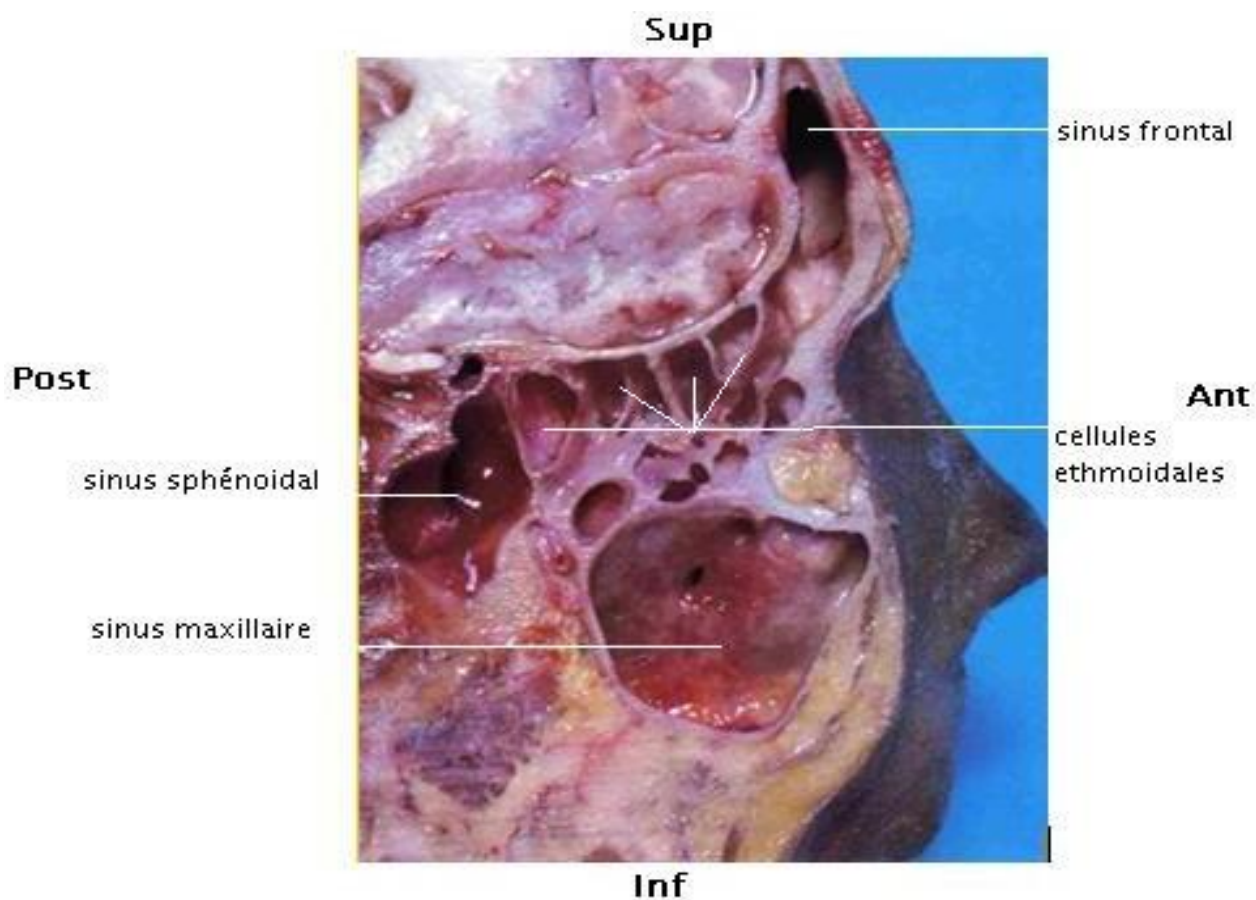 Sup
sinus frontal
Post
Ant
cellules
ethmoidales
sinus sphénoidal
sinus maxillaire
Inf